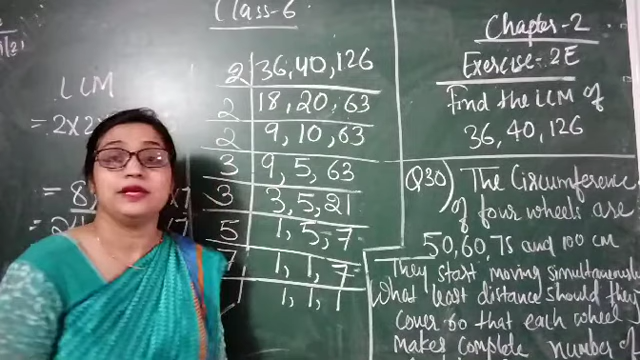 Class-6
LCM
= 2x2
= 8
x7
2 | 36, 40, 126
2 | 18, 20, 63
2 | 9, 10, 63
3 | 9, 5, 63
3 | 3, 5, 21
5 | 1, 5, 7
7 | 1, 1, 7
1 | 1, 1, 1
Chapter-2
Exercise-2E
Find the LCM of
36, 40, 126
Q30) The Circumference
of four wheels are
50, 60, 75 and 100 cm
They start moving simultaneously
What least distance should they
cover so that each wheel
makes complete number of